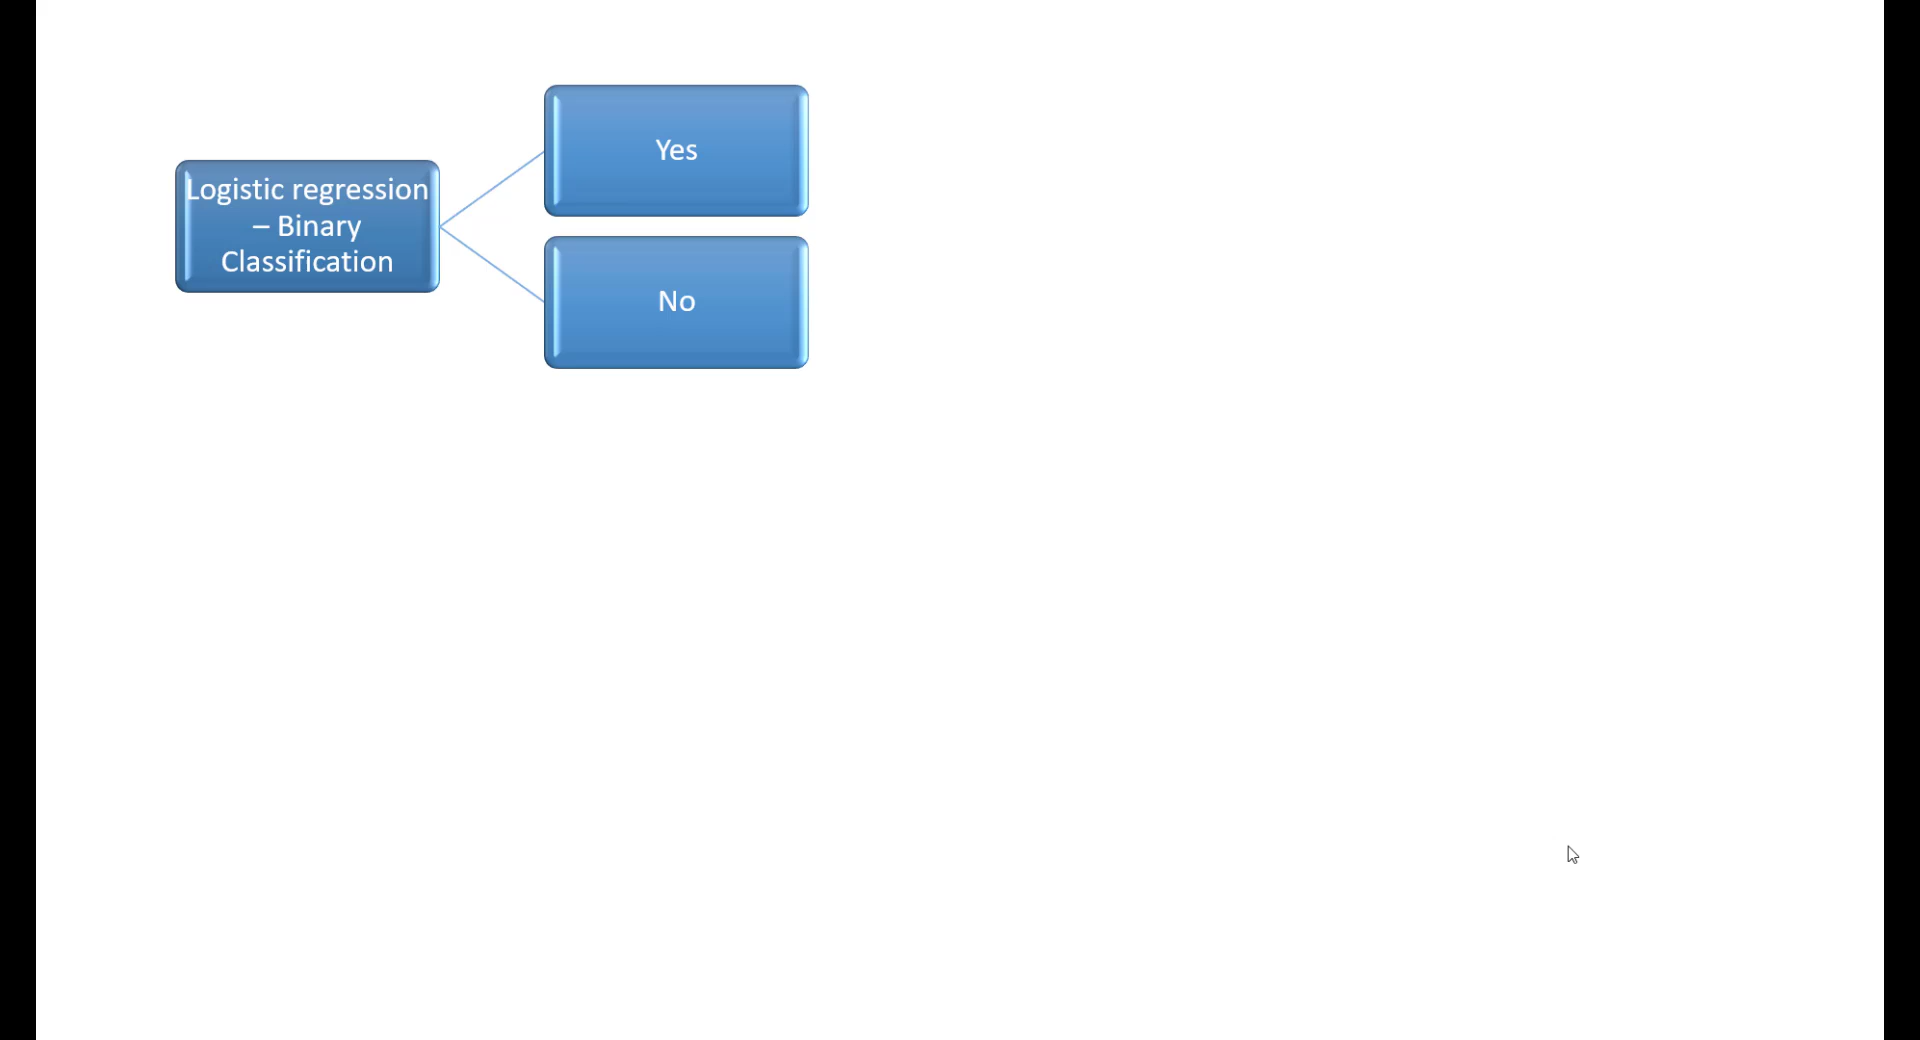 Logistic regression
– Binary
Classification
Yes
No